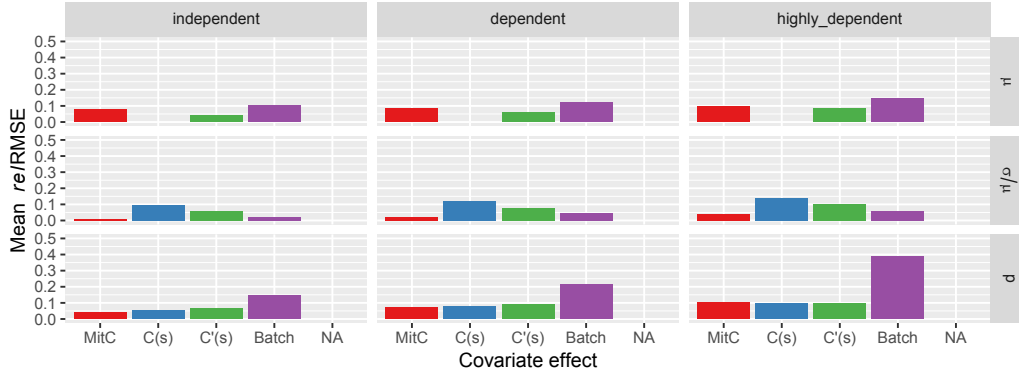 independent dependent highly_dependent
Mean relRMSE
0.5
0.4
0.3
0.2
0.1
0.0
μ
0.5
0.4
0.3
0.2
0.1
0.0
σ/μ
0.5
0.4
0.3
0.2
0.1
0.0
d
MitC C(s) C'(s) Batch NA MitC C(s) C'(s) Batch NA MitC C(s) C'(s) Batch NA
Covariate effect